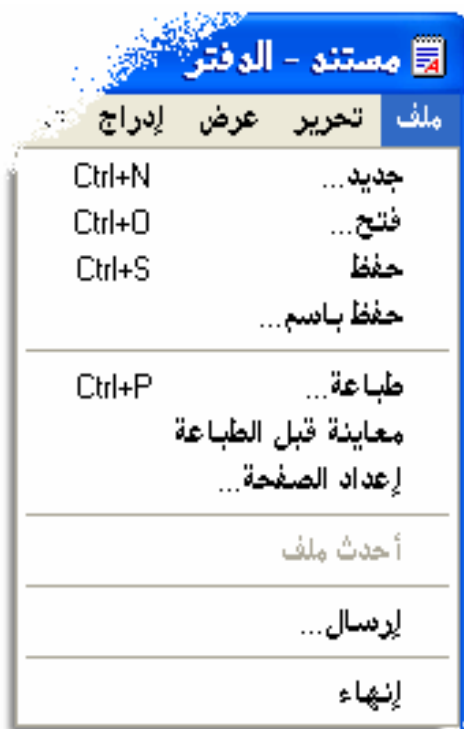 مستند - الدفتر
ملف تحرير عرض إدراج
جديد... Ctrl+N
فتح... Ctrl+O
حفظ Ctrl+S
حفظ باسم...
طباعة... Ctrl+P
معاينة قبل الطباعة
إعداد الصفحة...
أحدث ملف
إرسال...
إنهاء